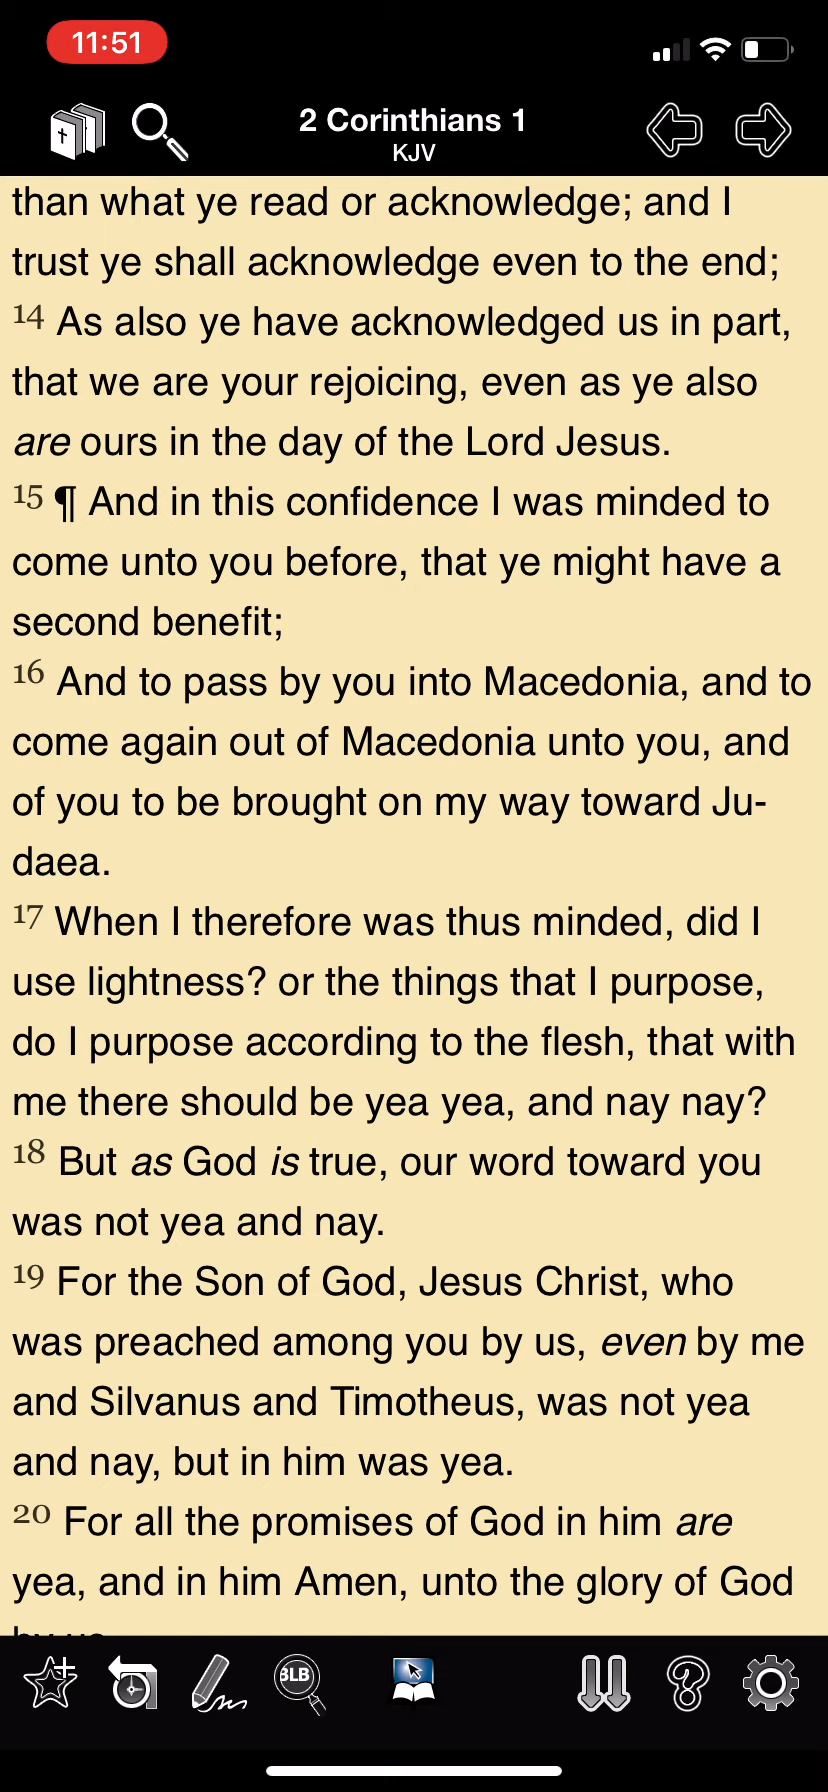 11:51
2 Corinthians 1
KJV
than what ye read or acknowledge; and I
trust ye shall acknowledge even to the end;
14 As also ye have acknowledged us in part,
that we are your rejoicing, even as ye also
are ours in the day of the Lord Jesus.
15 ¶ And in this confidence I was minded to
come unto you before, that ye might have a
second benefit;
16 And to pass by you into Macedonia, and to
come again out of Macedonia unto you, and
of you to be brought on my way toward Ju-
daea.
17 When I therefore was thus minded, did I
use lightness? or the things that I purpose,
do I purpose according to the flesh, that with
me there should be yea yea, and nay nay?
18 But as God is true, our word toward you
was not yea and nay.
19 For the Son of God, Jesus Christ, who
was preached among you by us, even by me
and Silvanus and Timotheus, was not yea
and nay, but in him was yea.
20 For all the promises of God in him are
yea, and in him Amen, unto the glory of God
by us
BLB